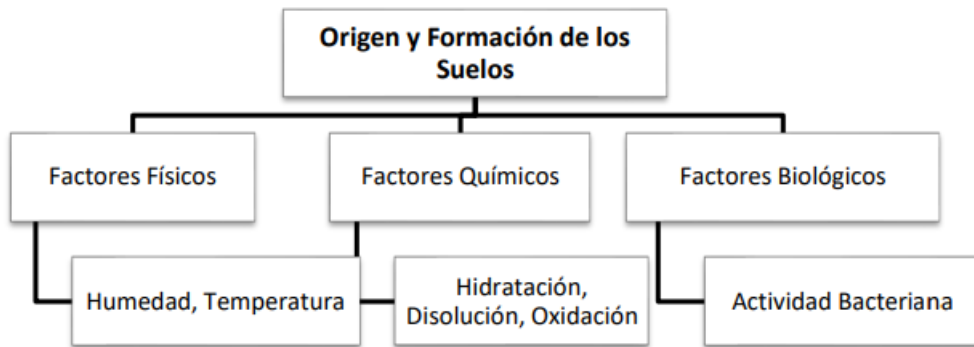 Origen y Formación de los
Suelos
Factores Físicos
Factores Químicos
Factores Biológicos
Humedad, Temperatura
Hidratación,
Disolución, Oxidación
Actividad Bacteriana